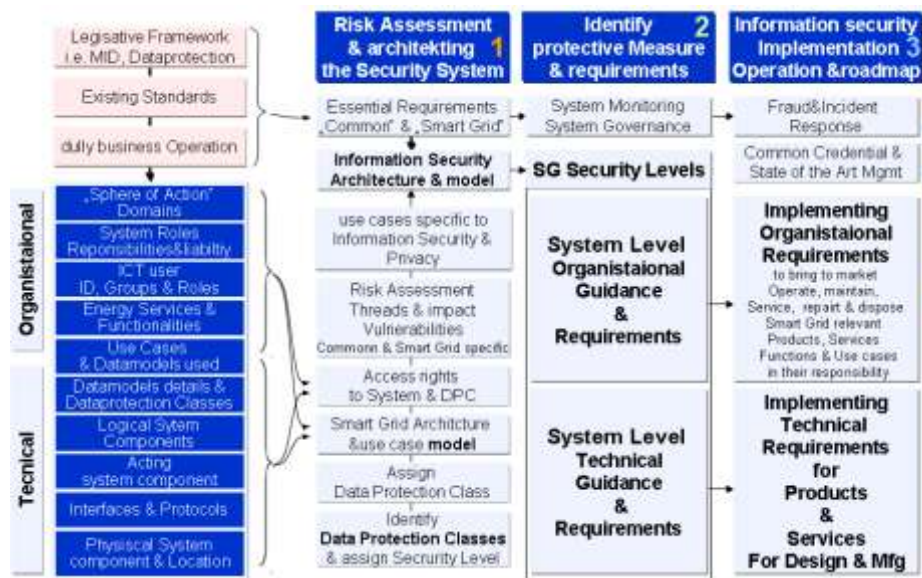 Legisative Framework
i.e. MID, Dataprotection
Existing Standards
dully business Operation
Organistaional
„Sphere of Action"
Domains
System Roles
Reponsibilities&liabiltiy
ICT user
ID, Groups & Roles
Energy Services &
Functionalities
Use Cases
& Datamodels used
Tecnical
Datamodels details &
Dataprotection Classes
Logical Sytem
Components
Acting
system component
Interfaces & Protocols
Physiscal System
component & Location
Risk Assessment
& architekting 1
the Security System
Essential Requirements
„Common" & „Smart Grid"
Information Security
Architecture & model
use cases specific to
Information Security &
Privacy
Risk Assessment
Threads & impact
Vulnerabilities
Commonn & Smart Grid specific
Access rights
to System & DPC
Smart Grid Architcture
&use case model
Assign
Data Protection Class
Identify
Data Protection Classes
& assign Secrurity Level
Identify 2
protective Measure
& requirements
System Monitoring
System Governance
SG Security Levels
System Level
Organistaional
Guidance
&
Requirements
System Level
Technical
Guidance
&
Requirements
Information security
Implementation 3
Operation &roadmap
Fraud&Incident
Response
Common Credential &
State of the Art Mgmt
Implementing
Organistaional
Requirements
to bring to market
Operate, maintain,
Service, repairt & dispose
Smart Grid relevant
Products, Services
Functions & Use cases
in their responsibility
Implementing
Technical
Requirements
for
Products
&
Services
For Design & Mfg